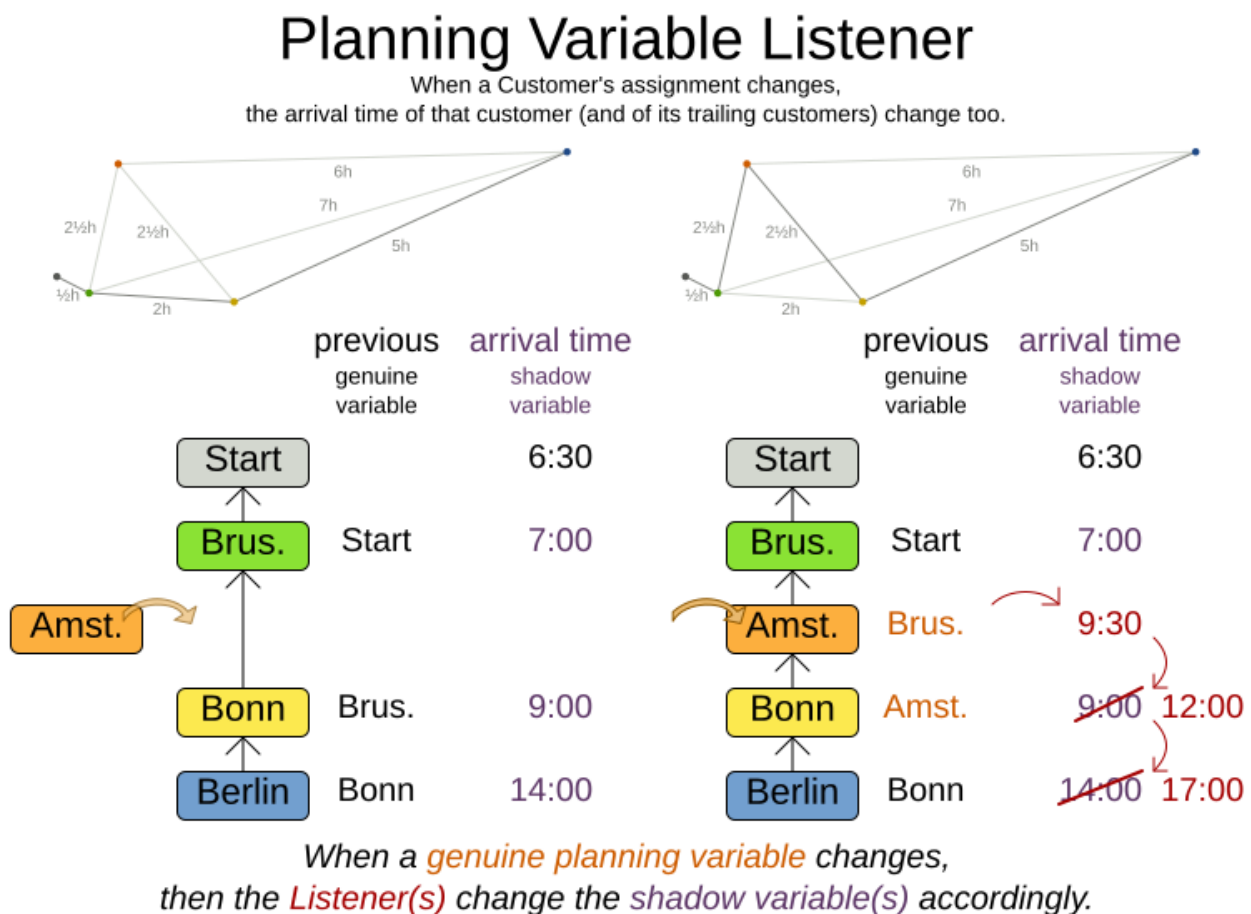 Planning Variable Listener
When a Customer's assignment changes,
the arrival time of that customer (and of its trailing customers) change too.
6h
7h
2½h
2½h
5h
½h
2h
6h
7h
2½h
2½h
5h
½h
2h
previous arrival time
genuine shadow
variable variable
Start 6:30
Brus. Start 7:00
Amst.
Bonn Brus. 9:00
Berlin Bonn 14:00
previous arrival time
genuine shadow
variable variable
Start 6:30
Brus. Start 7:00
Amst. Brus. 9:30
Bonn Amst. 9:00 12:00
Berlin Bonn 14:00 17:00
When a genuine planning variable changes,
then the Listener(s) change the shadow variable(s) accordingly.